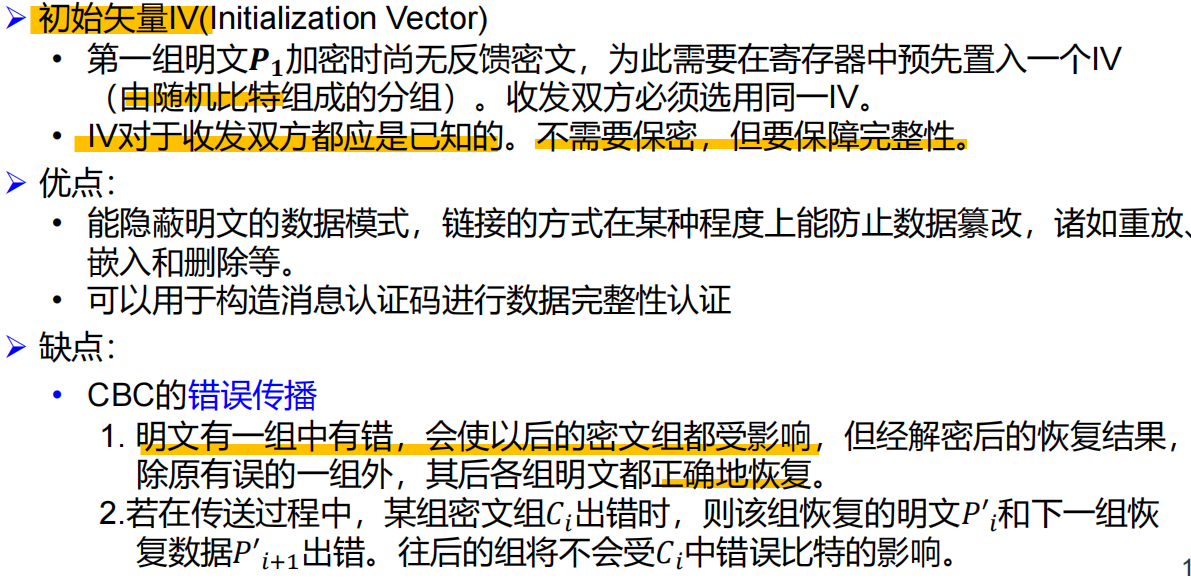 ➢ 初始矢量IV(Initialization Vector)
• 第一组明文P₁加密时尚无反馈密文，为此需要在寄存器中预先置入一个IV
（由随机比特组成的分组）。收发双方必须选用同一IV。
• IV对于收发双方都应是已知的。不需要保密，但要保障完整性。
➢ 优点：
• 能隐蔽明文的数据模式，链接的方式在某种程度上能防止数据篡改，诸如重放、
嵌入和删除等。
• 可以用于构造消息认证码进行数据完整性认证
➢ 缺点：
• CBC的错误传播
1. 明文有一组中有错，会使以后的密文组都受影响，但经解密后的恢复结果，
除原有误的一组外，其后各组明文都正确地恢复。
2.若在传送过程中，某组密文组Cᵢ出错时，则该组恢复的明文P′ᵢ和下一组恢
复数据P′ᵢ₊₁出错。往后的组将不会受Cᵢ中错误比特的影响。
1